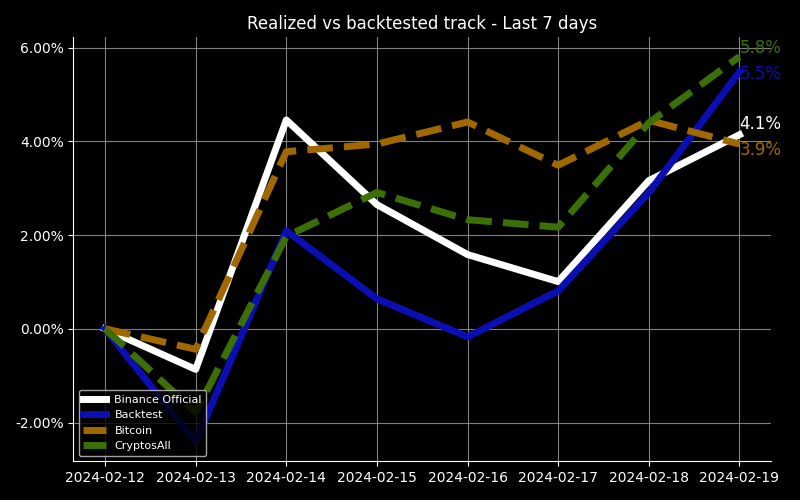 Realized vs backtested track - Last 7 days
6.00%
4.00%
2.00%
0.00%
-2.00%
5.8%
5.5%
4.1%
3.9%
Binance Official
Backtest
Bitcoin
CryptosAll
2024-02-12 2024-02-13 2024-02-14 2024-02-15 2024-02-16 2024-02-17 2024-02-18 2024-02-19